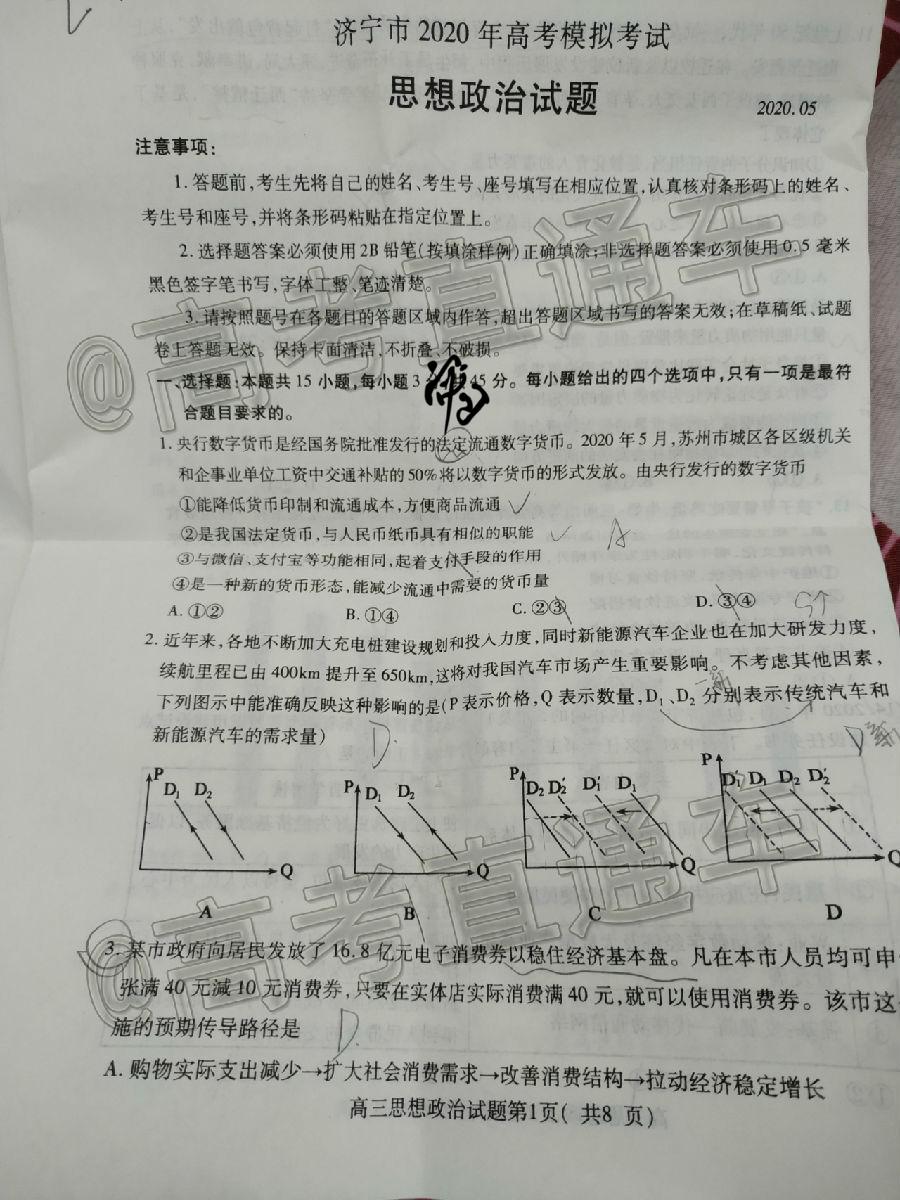 济宁市2020年高考模拟考试
思想政治试题
2020.05
注意事项：
1.答题前,考生先将自己的姓名、考生号、座号填写在相应位置,认真核对条形码上的姓名、
考生号和座号,并将条形码粘贴在指定位置上。
2.选择题答案必须使用2B铅笔(按填涂样例)正确填涂;非选择题答案必须使用0.5毫米
黑色签字笔书写,字体工整、笔迹清楚。
3.请按照题号在各题目的答题区域内作答,超出答题区域书写的答案无效;在草稿纸、试题
卷上答题无效。保持卡面清洁,不折叠、不破损。
一、选择题:本题共15小题,每小题3分,共45分。每小题给出的四个选项中,只有一项是最符
合题目要求的。
1.央行数字货币是经国务院批准发行的法定流通数字货币。2020年5月,苏州市城区各区级机关
和企事业单位工资中交通补贴的50%将以数字货币的形式发放。由央行发行的数字货币
①能降低货币印制和流通成本,方便商品流通
②是我国法定货币,与人民币纸币具有相似的职能
A
③与微信、支付宝等功能相同,起着支付手段的作用
④是一种新的货币形态,能减少流通中需要的货币量
A.①② B.①④ C.②③ D.③④
2.近年来,各地不断加大充电桩建设规划和投入力度,同时新能源汽车企业也在加大研发力度,
续航里程已由400km提升至650km,这将对我国汽车市场产生重要影响。不考虑其他因素,
下列图示中能准确反映这种影响的是(P表示价格,Q表示数量,D₁、D₂分别表示传统汽车和
新能源汽车的需求量)
D.
P D₁ D₂ Q
P D₁ D₂ Q
P D₂ D₂′ D₁′ D₁ Q
P D₁′ D₁ D₂ D₂′ Q
A B C D
3.某市政府向居民发放了16.8亿元电子消费券以稳住经济基本盘。凡在本市人员均可申
张满40元减10元消费券,只要在实体店实际消费满40元,就可以使用消费券。该市这
施的预期传导路径是
D.
A.购物实际支出减少→扩大社会消费需求→改善消费结构→拉动经济稳定增长
高三思想政治试题第1页( 共8 页)
@高考直通车
@高考直通车